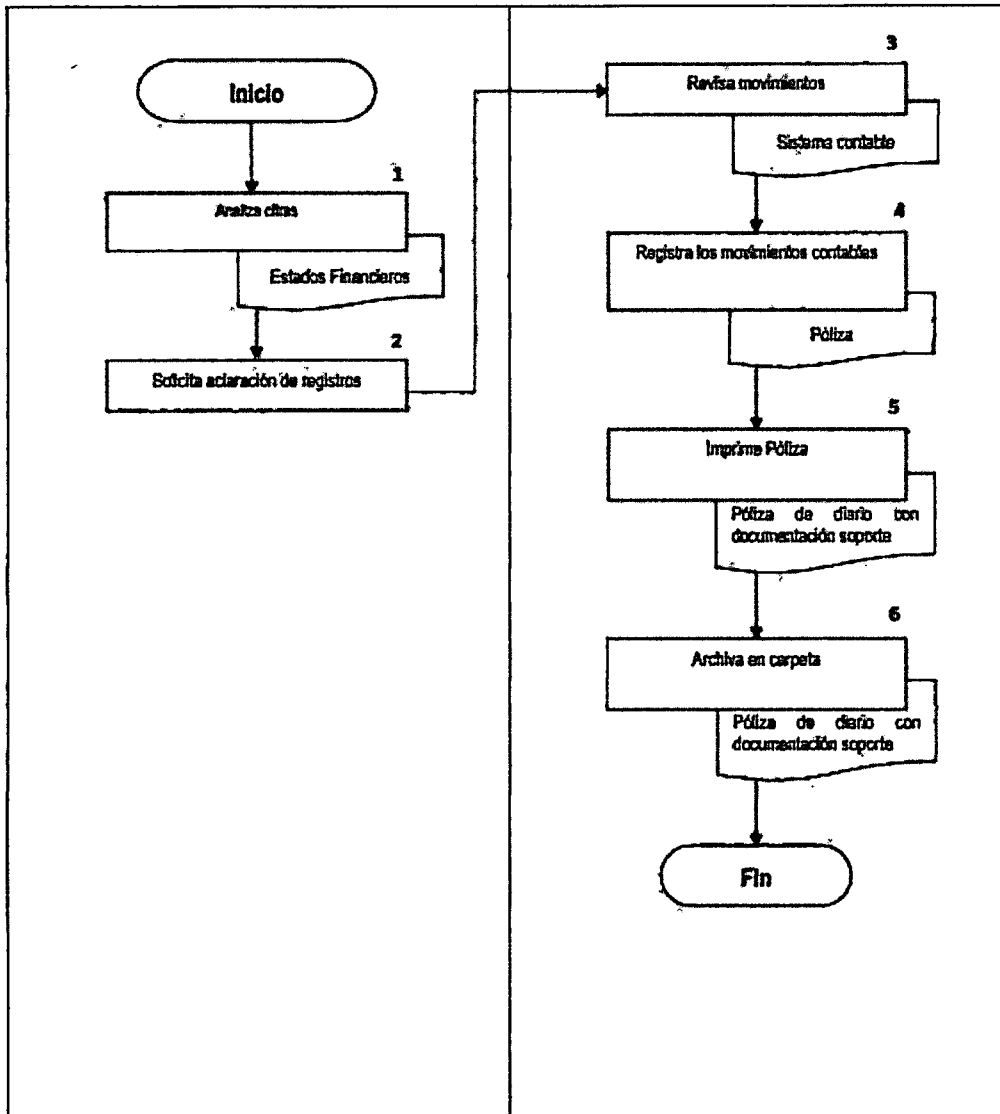 Inicio
1
Analiza cifras
Estados Financieros
2
Solicita aclaración de registros
3
Revisa movimientos
Sistema contable
4
Registra los movimientos contables
Póliza
5
Imprime Póliza
Póliza de diario con
documentación soporte
6
Archiva en carpeta
Póliza de diario con
documentación soporte
Fin